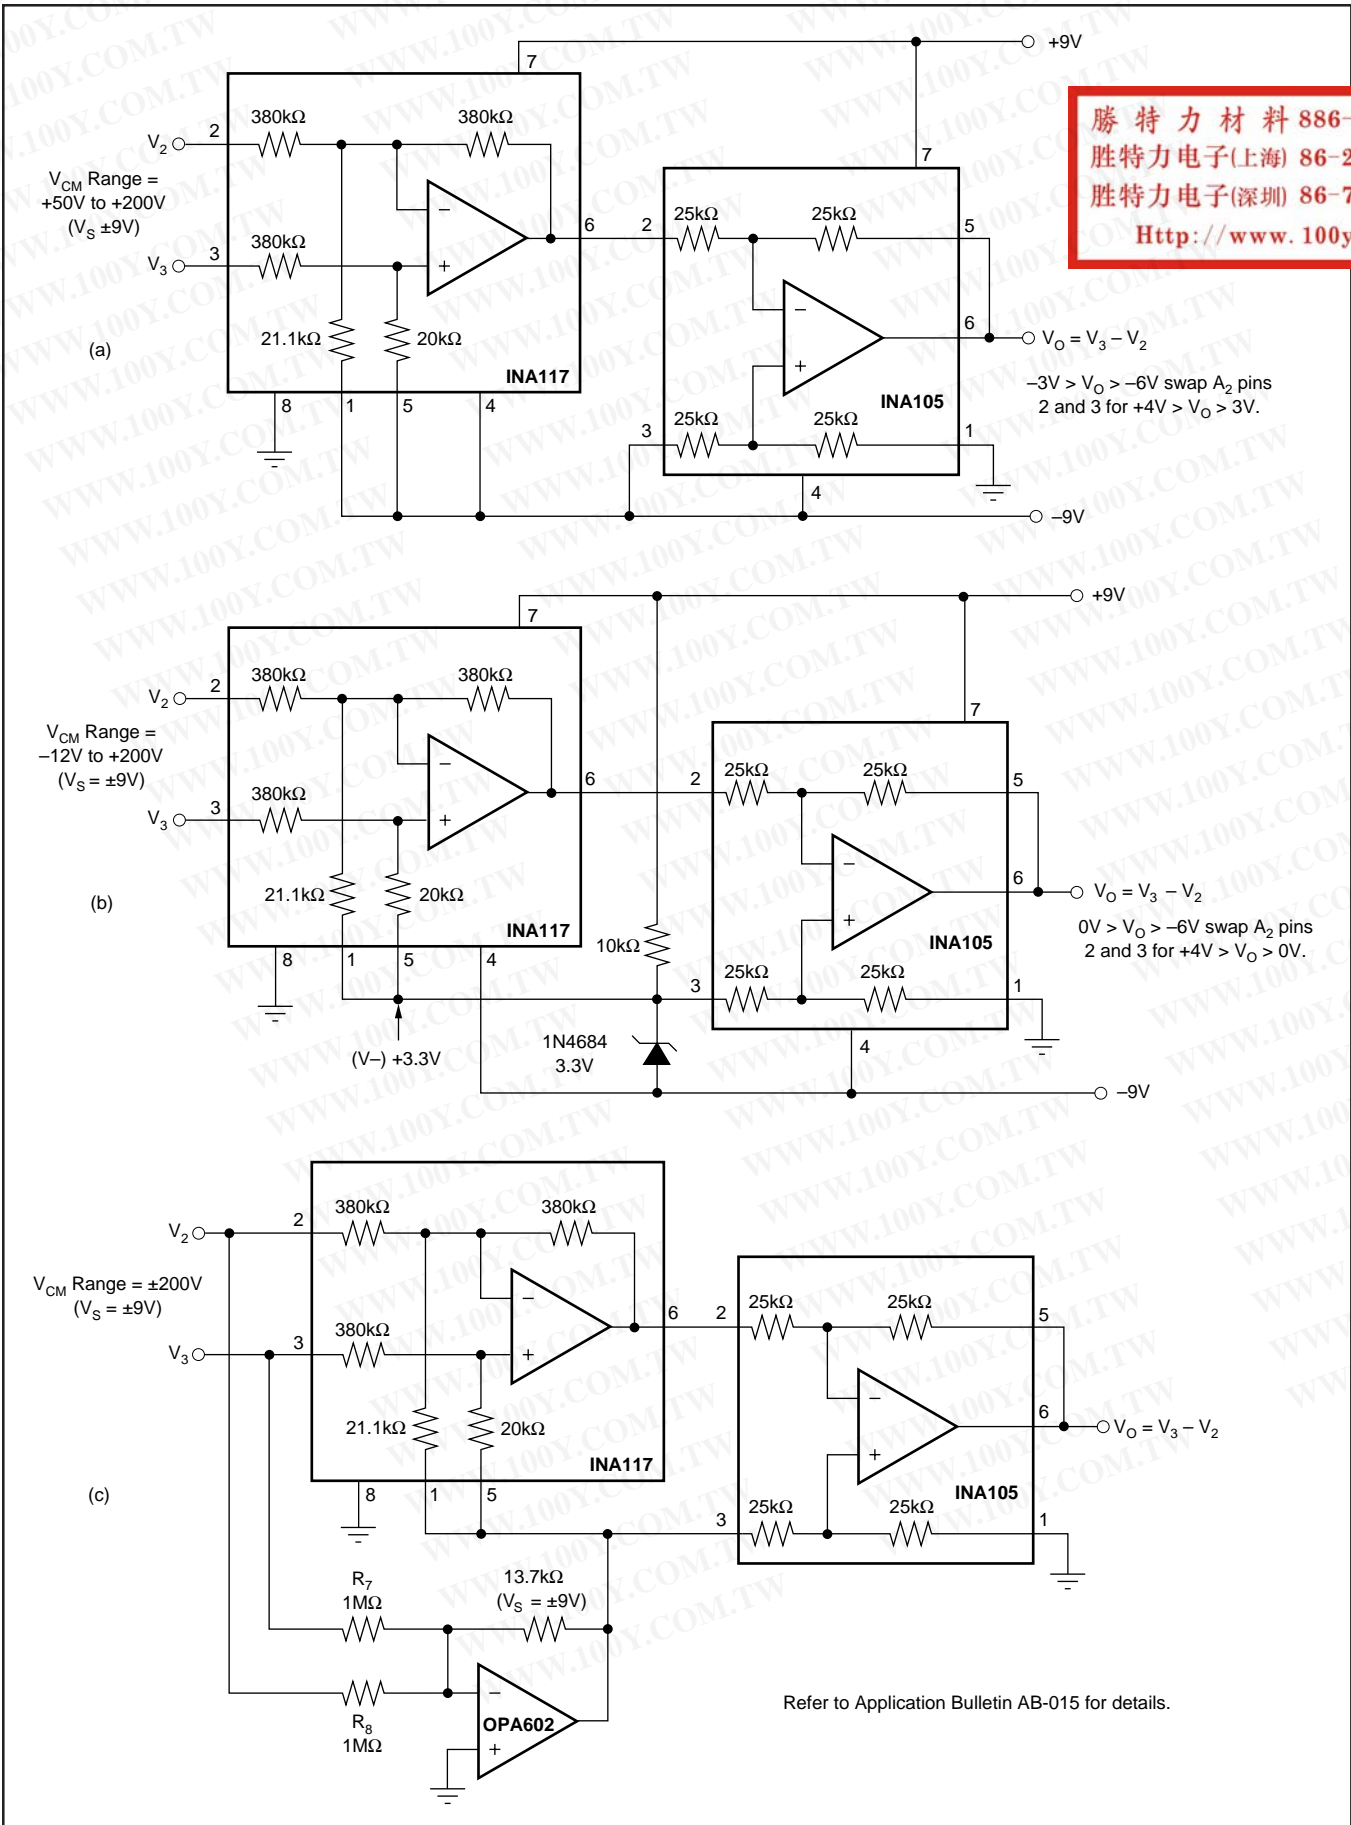 +9V
7
380kΩ
380kΩ
V2
2
VCM Range =
+50V to +200V
(VS ±9V)
380kΩ
V3
3
−
+
6
21.1kΩ
20kΩ
INA117
8
1
5
4
(a)
7
2
25kΩ
25kΩ
5
−
+
6
VO = V3 – V2
–3V > VO > –6V swap A2 pins
2 and 3 for +4V > VO > 3V.
INA105
3
25kΩ
25kΩ
1
4
–9V
勝特力材料 886-
胜特力电子(上海) 86-2
胜特力电子(深圳) 86-7
Http://www.100y
+9V
7
380kΩ
380kΩ
V2
2
VCM Range =
–12V to +200V
(VS = ±9V)
380kΩ
V3
3
−
+
6
21.1kΩ
20kΩ
INA117
8
1
5
4
(b)
(V–) +3.3V
10kΩ
1N4684
3.3V
7
2
25kΩ
25kΩ
5
−
+
6
VO = V3 – V2
0V > VO > –6V swap A2 pins
2 and 3 for +4V > VO > 0V.
INA105
3
25kΩ
25kΩ
1
4
–9V
380kΩ
380kΩ
V2
2
VCM Range = ±200V
(VS = ±9V)
380kΩ
V3
3
−
+
6
21.1kΩ
20kΩ
INA117
8
1
5
(c)
2
25kΩ
25kΩ
5
−
+
6
VO = V3 – V2
INA105
3
25kΩ
25kΩ
1
R7
1MΩ
13.7kΩ
(VS = ±9V)
R8
1MΩ
−
OPA602
+
Refer to Application Bulletin AB-015 for details.
WWW.100Y.COM.TW